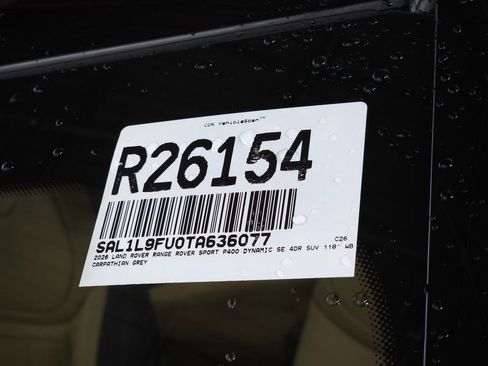 CDK VehicleScan™
R26154
SAL1L9FU0TA636077
C26
2026 LAND ROVER RANGE ROVER SPORT P400 DYNAMIC SE 4DR SUV 118" WB
CARPATHIAN GREY